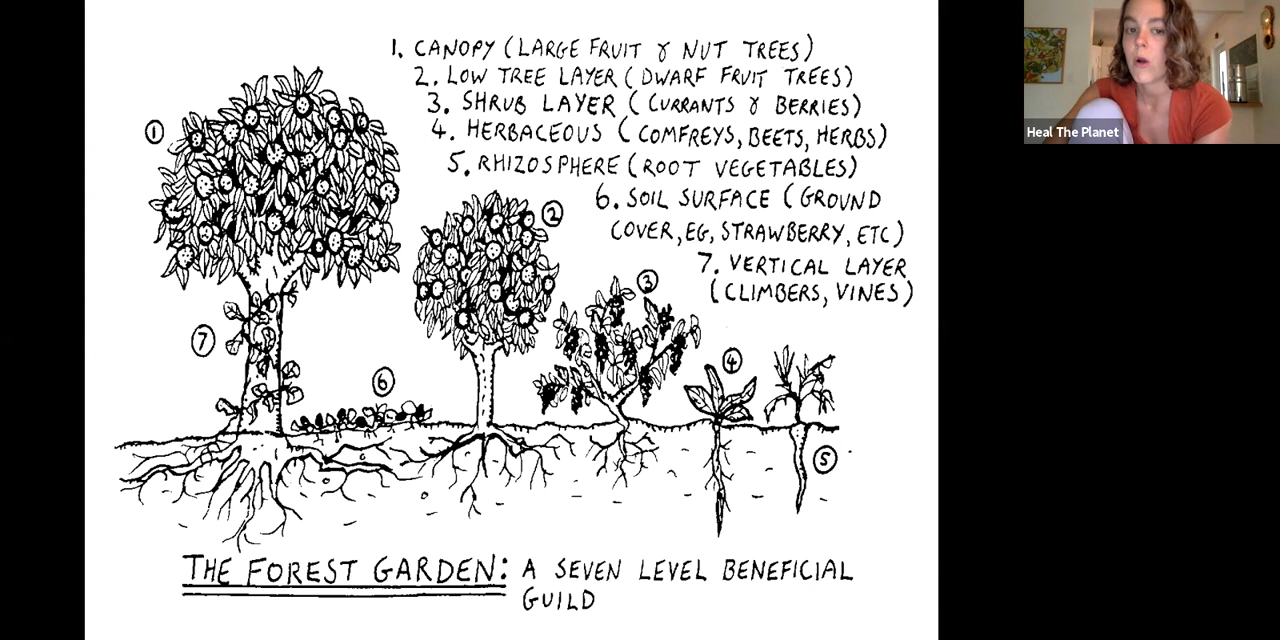 1. CANOPY (LARGE FRUIT & NUT TREES)
2. LOW TREE LAYER (DWARF FRUIT TREES)
3. SHRUB LAYER (CURRANTS & BERRIES)
4. HERBACEOUS (COMFREYS, BEETS, HERBS)
5. RHIZOSPHERE (ROOT VEGETABLES)
6. SOIL SURFACE (GROUND
COVER, EG, STRAWBERRY, ETC)
7. VERTICAL LAYER
(CLIMBERS, VINES)
1
2
3
7
4
6
5
THE FOREST GARDEN: A SEVEN LEVEL BENEFICIAL
GUILD
Heal The Planet